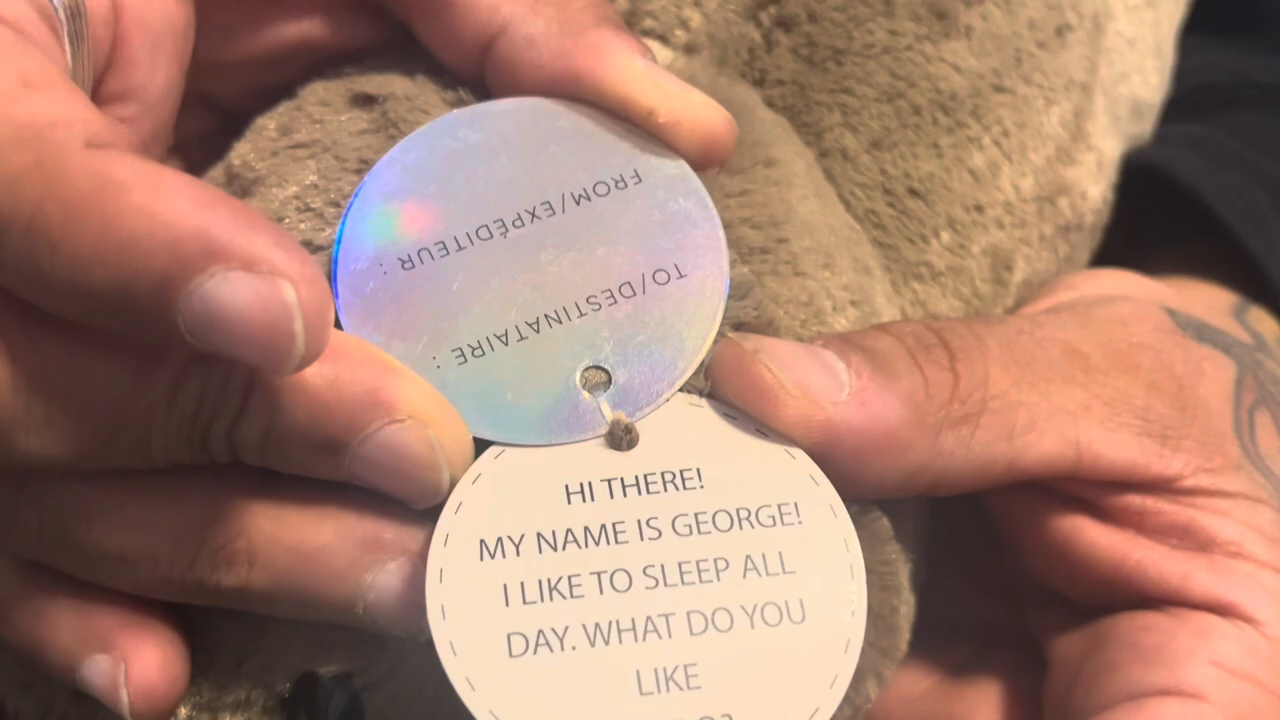 FROM/EXPÉDITEUR :
TO/DESTINATAIRE :
HI THERE!
MY NAME IS GEORGE!
I LIKE TO SLEEP ALL
DAY. WHAT DO YOU
LIKE